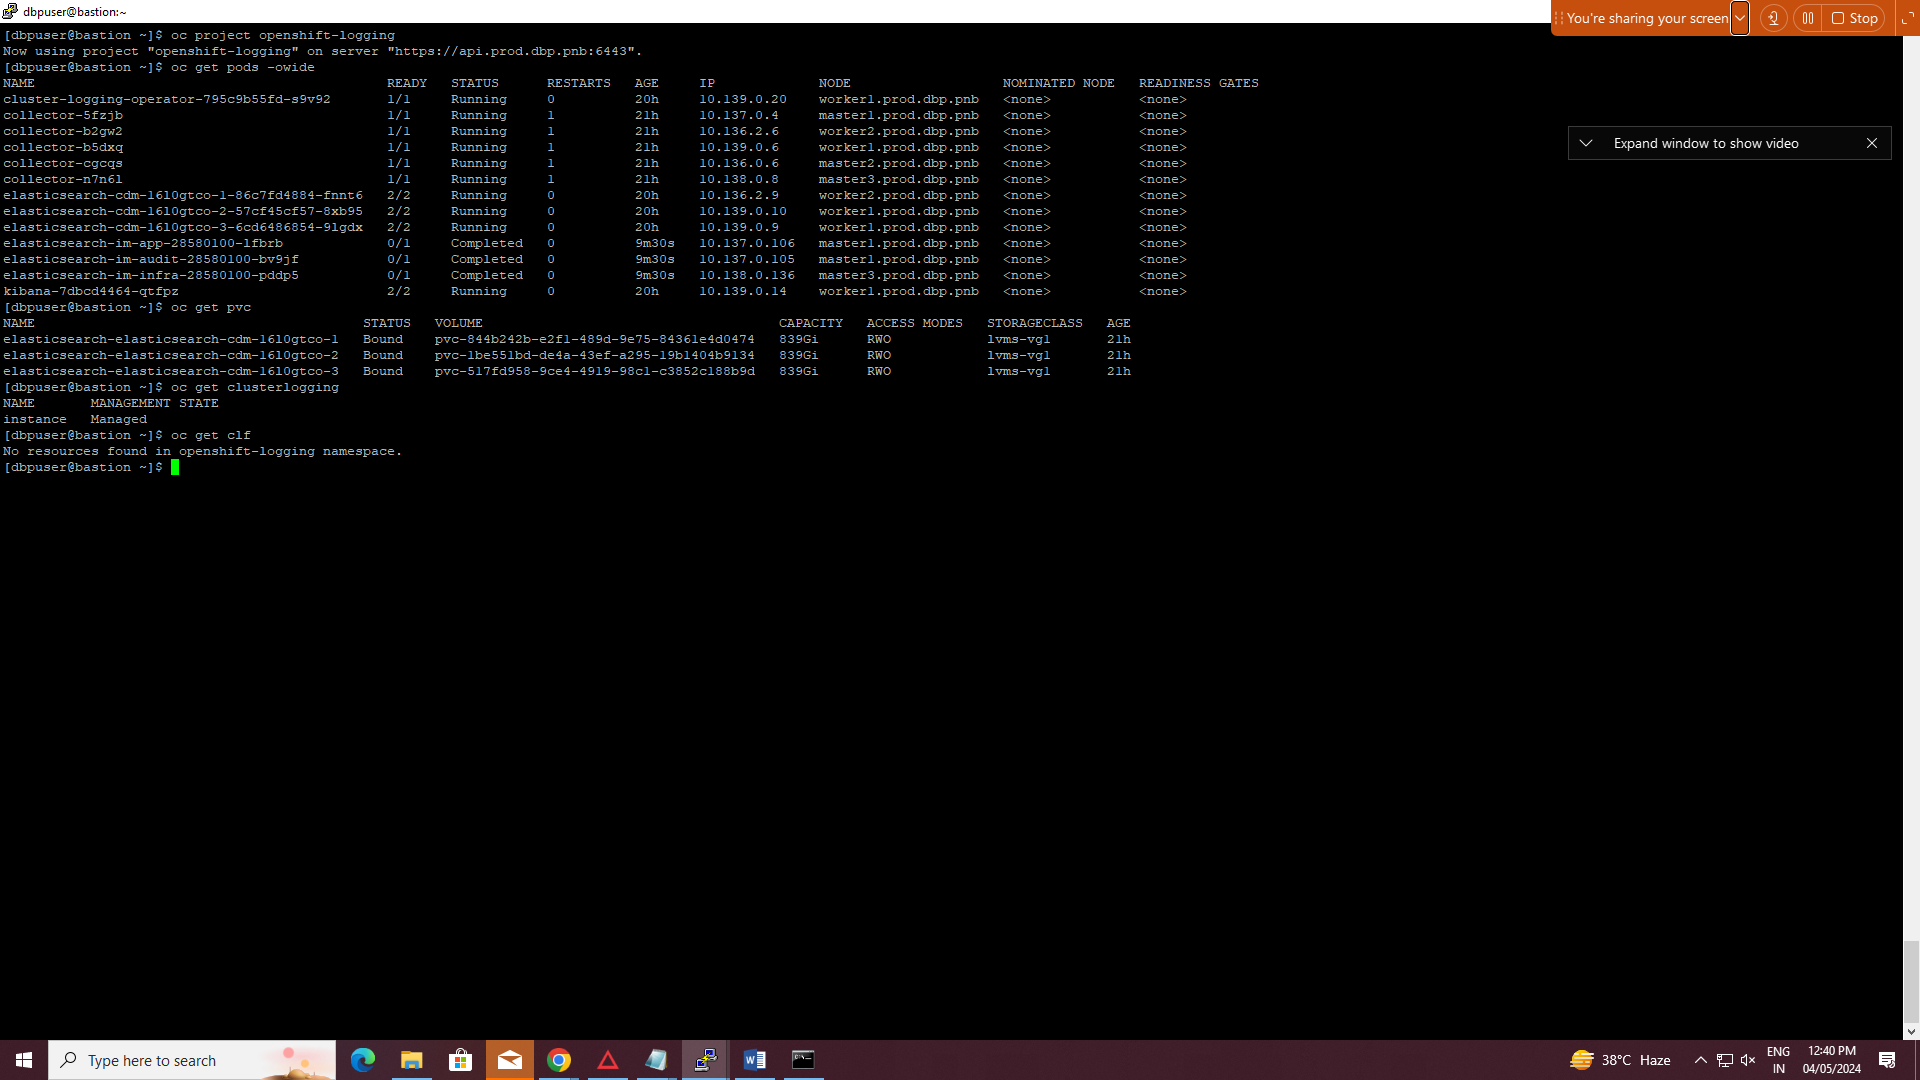 dbpuser@bastion:~
You're sharing your screen
Stop
[dbpuser@bastion ~]$ oc project openshift-logging
Now using project "openshift-logging" on server "https://api.prod.dbp.pnb:6443".
[dbpuser@bastion ~]$ oc get pods -owide
NAME READY STATUS RESTARTS AGE IP NODE NOMINATED NODE READINESS GATES
cluster-logging-operator-795c9b55fd-s9v92 1/1 Running 0 20h 10.139.0.20 worker1.prod.dbp.pnb <none> <none>
collector-5fzjb 1/1 Running 1 21h 10.137.0.4 master1.prod.dbp.pnb <none> <none>
collector-b2gw2 1/1 Running 1 21h 10.136.2.6 worker2.prod.dbp.pnb <none> <none>
collector-b5dxq 1/1 Running 1 21h 10.139.0.6 worker1.prod.dbp.pnb <none> <none>
collector-cgcqs 1/1 Running 1 21h 10.136.0.6 master2.prod.dbp.pnb <none> <none>
collector-n7n6l 1/1 Running 1 21h 10.138.0.8 master3.prod.dbp.pnb <none> <none>
elasticsearch-cdm-16l0gtco-1-86c7fd4884-fnnt6 2/2 Running 0 20h 10.136.2.9 worker2.prod.dbp.pnb <none> <none>
elasticsearch-cdm-16l0gtco-2-57cf45cf57-8xb95 2/2 Running 0 20h 10.139.0.10 worker1.prod.dbp.pnb <none> <none>
elasticsearch-cdm-16l0gtco-3-6cd6486854-9lgdx 2/2 Running 0 20h 10.139.0.9 worker1.prod.dbp.pnb <none> <none>
elasticsearch-im-app-28580100-lfbrb 0/1 Completed 0 9m30s 10.137.0.106 master1.prod.dbp.pnb <none> <none>
elasticsearch-im-audit-28580100-bv9jf 0/1 Completed 0 9m30s 10.137.0.105 master1.prod.dbp.pnb <none> <none>
elasticsearch-im-infra-28580100-pddp5 0/1 Completed 0 9m30s 10.138.0.136 master3.prod.dbp.pnb <none> <none>
kibana-7dbcd4464-qtfpz 2/2 Running 0 20h 10.139.0.14 worker1.prod.dbp.pnb <none> <none>
[dbpuser@bastion ~]$ oc get pvc
NAME STATUS VOLUME CAPACITY ACCESS MODES STORAGECLASS AGE
elasticsearch-elasticsearch-cdm-16l0gtco-1 Bound pvc-844b242b-e2f1-489d-9e75-84361e4d0474 839Gi RWO lvms-vg1 21h
elasticsearch-elasticsearch-cdm-16l0gtco-2 Bound pvc-1be551bd-de4a-43ef-a295-19b1404b9134 839Gi RWO lvms-vg1 21h
elasticsearch-elasticsearch-cdm-16l0gtco-3 Bound pvc-517fd958-9ce4-4919-98c1-c3852c188b9d 839Gi RWO lvms-vg1 21h
[dbpuser@bastion ~]$ oc get clusterlogging
NAME MANAGEMENT STATE
instance Managed
[dbpuser@bastion ~]$ oc get clf
No resources found in openshift-logging namespace.
[dbpuser@bastion ~]$
Expand window to show video
Type here to search
38°C Haze
ENG
IN
12:40 PM
04/05/2024